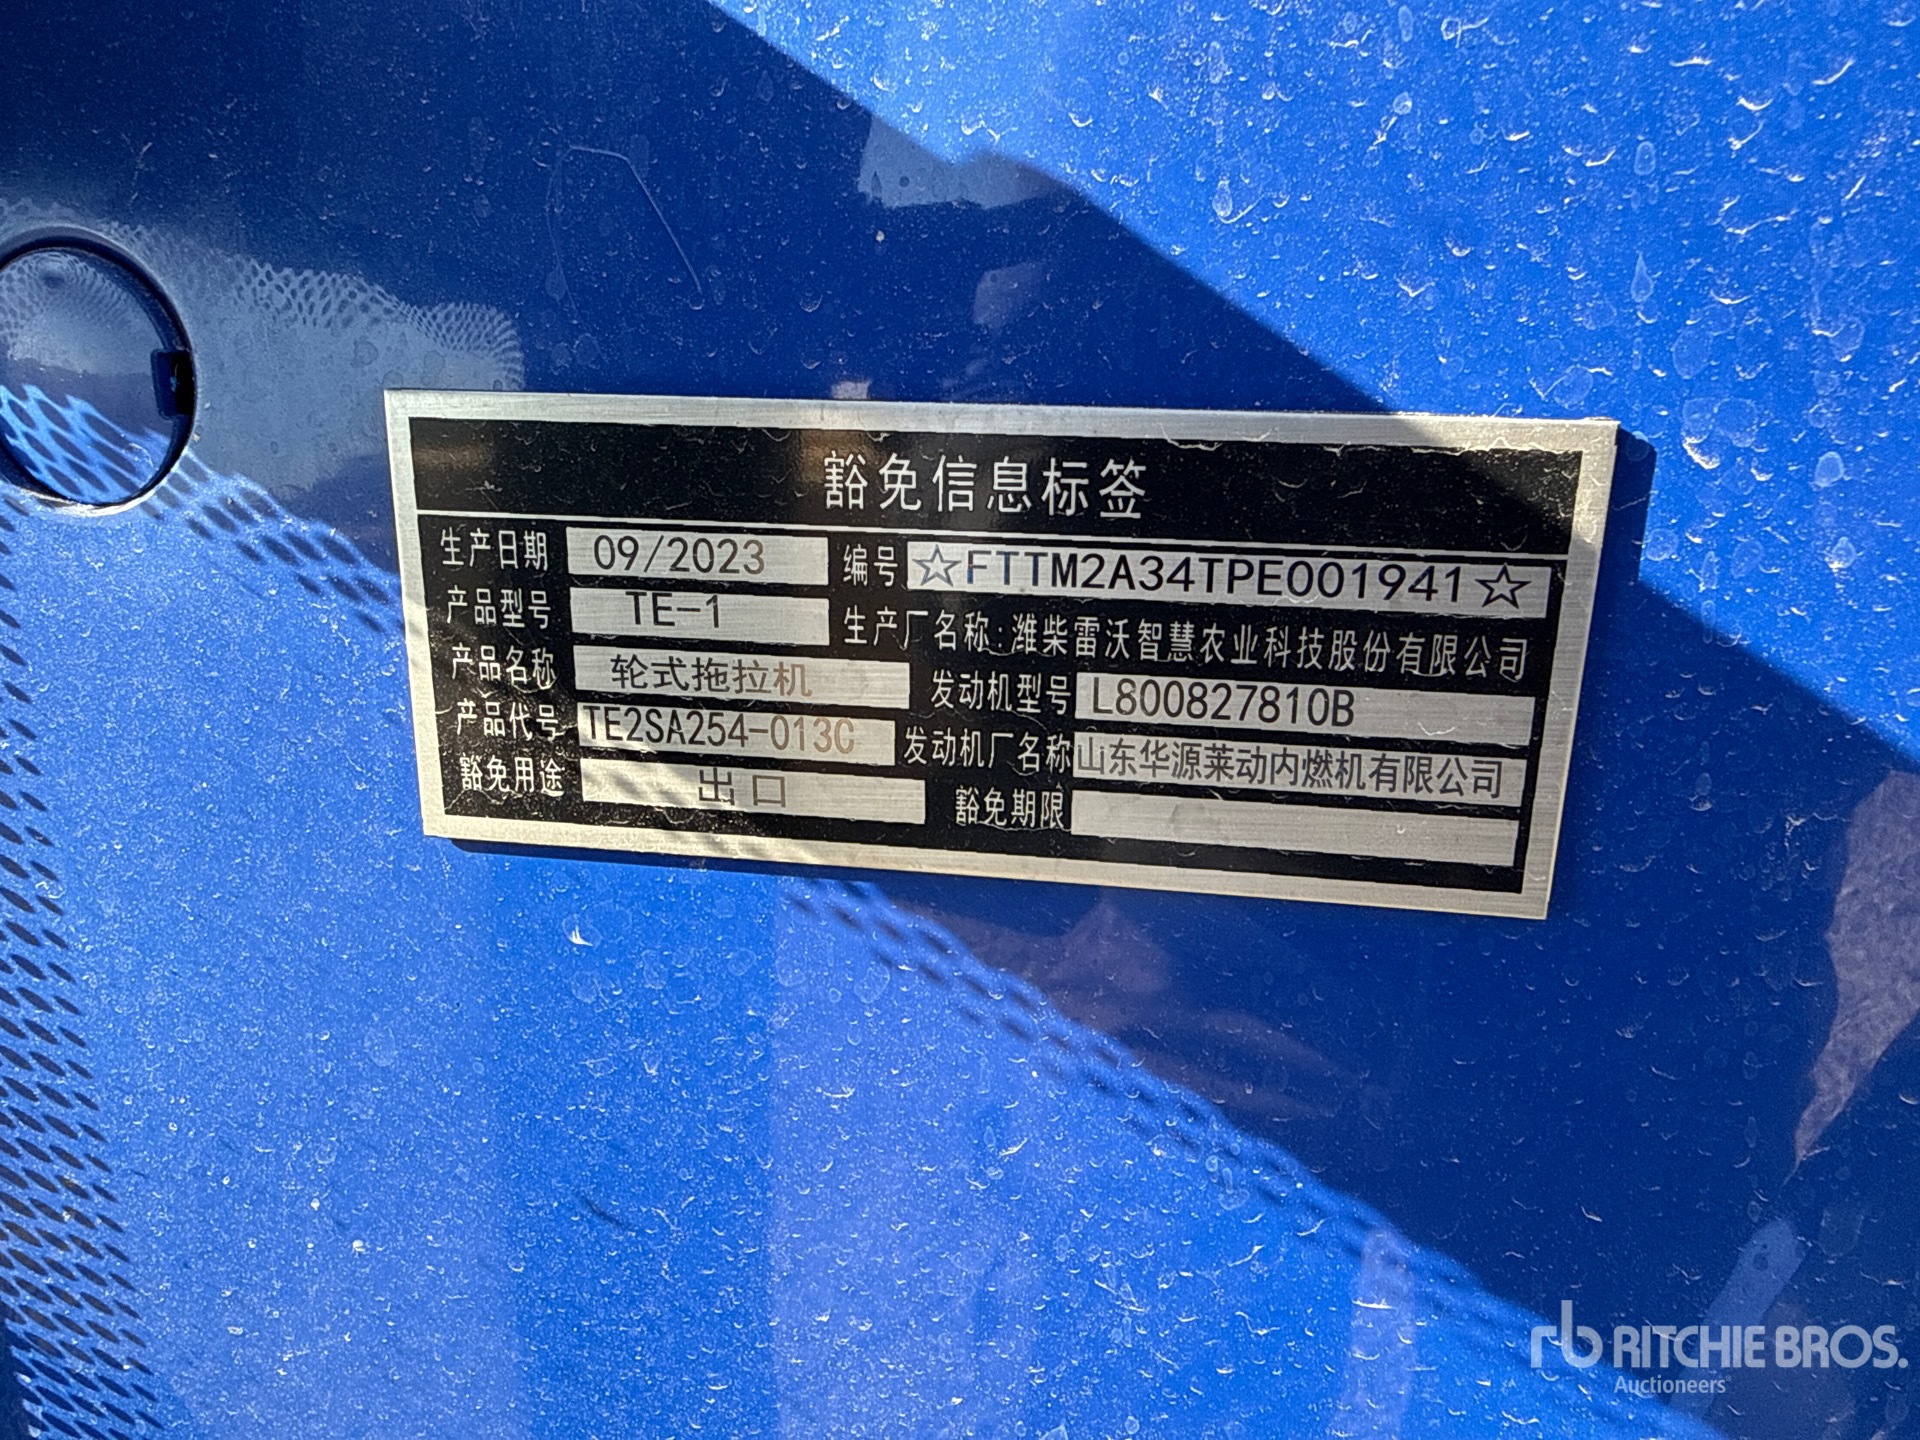 豁免信息标签
生产日期 09/2023 编号 ☆FTTM2A34TPE001941☆
产品型号 TE-1 生产厂名称:潍柴雷沃智慧农业科技股份有限公司
产品名称 轮式拖拉机 发动机型号 L800827810B
产品代号 TE2SA254-013C 发动机厂名称 山东华源莱动内燃机有限公司
豁免用途 出口 豁免期限
rb RITCHIE BROS.
Auctioneers